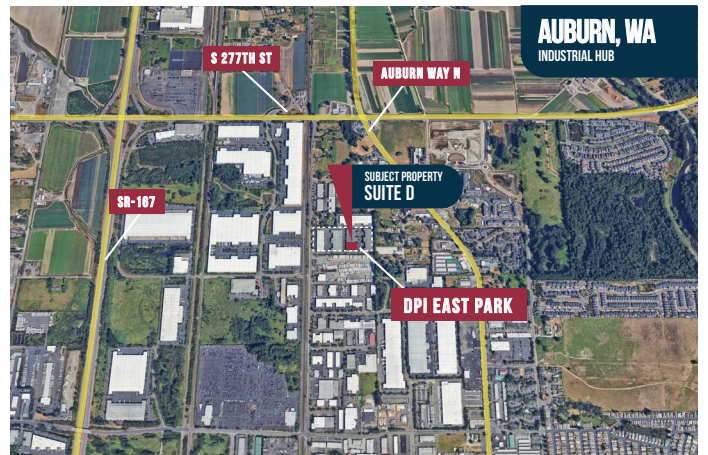 AUBURN, WA
INDUSTRIAL HUB
S 277TH ST
AUBURN WAY N
SUBJECT PROPERTY
SUITE D
SR-167
DPI EAST PARK